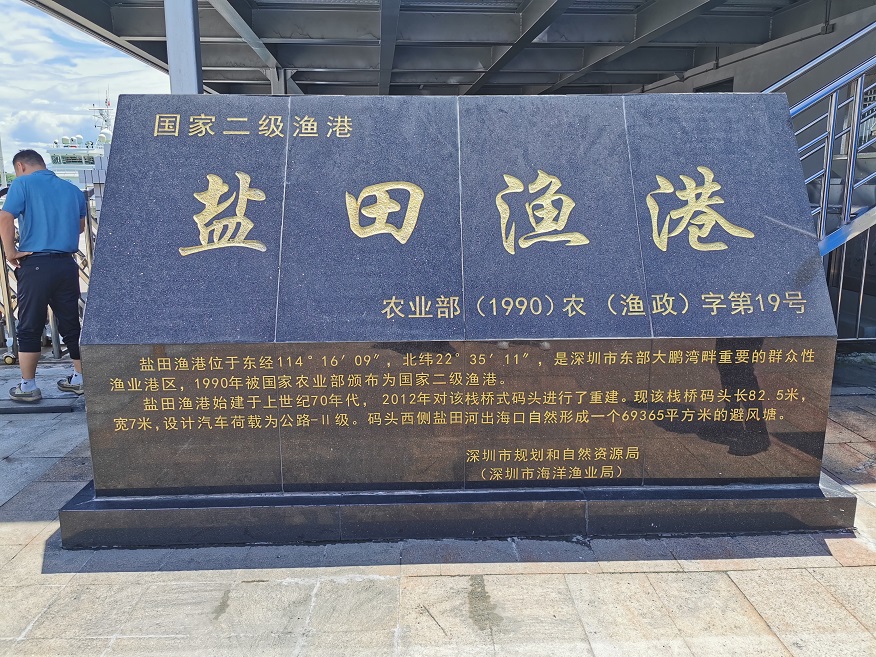 国家二级渔港
盐田渔港
农业部（1990）农（渔政）字第19号
盐田渔港位于东经114°16′09″，北纬22°35′11″，是深圳市东部大鹏湾畔重要的群众性
渔业港区，1990年被国家农业部颁布为国家二级渔港。
盐田渔港始建于上世纪70年代，2012年对该栈桥式码头进行了重建。现该栈桥码头长82.5米，
宽7米，设计汽车荷载为公路-II级。码头西侧盐田河出海口自然形成一个69365平方米的避风塘。
深圳市规划和自然资源局
（深圳市海洋渔业局）